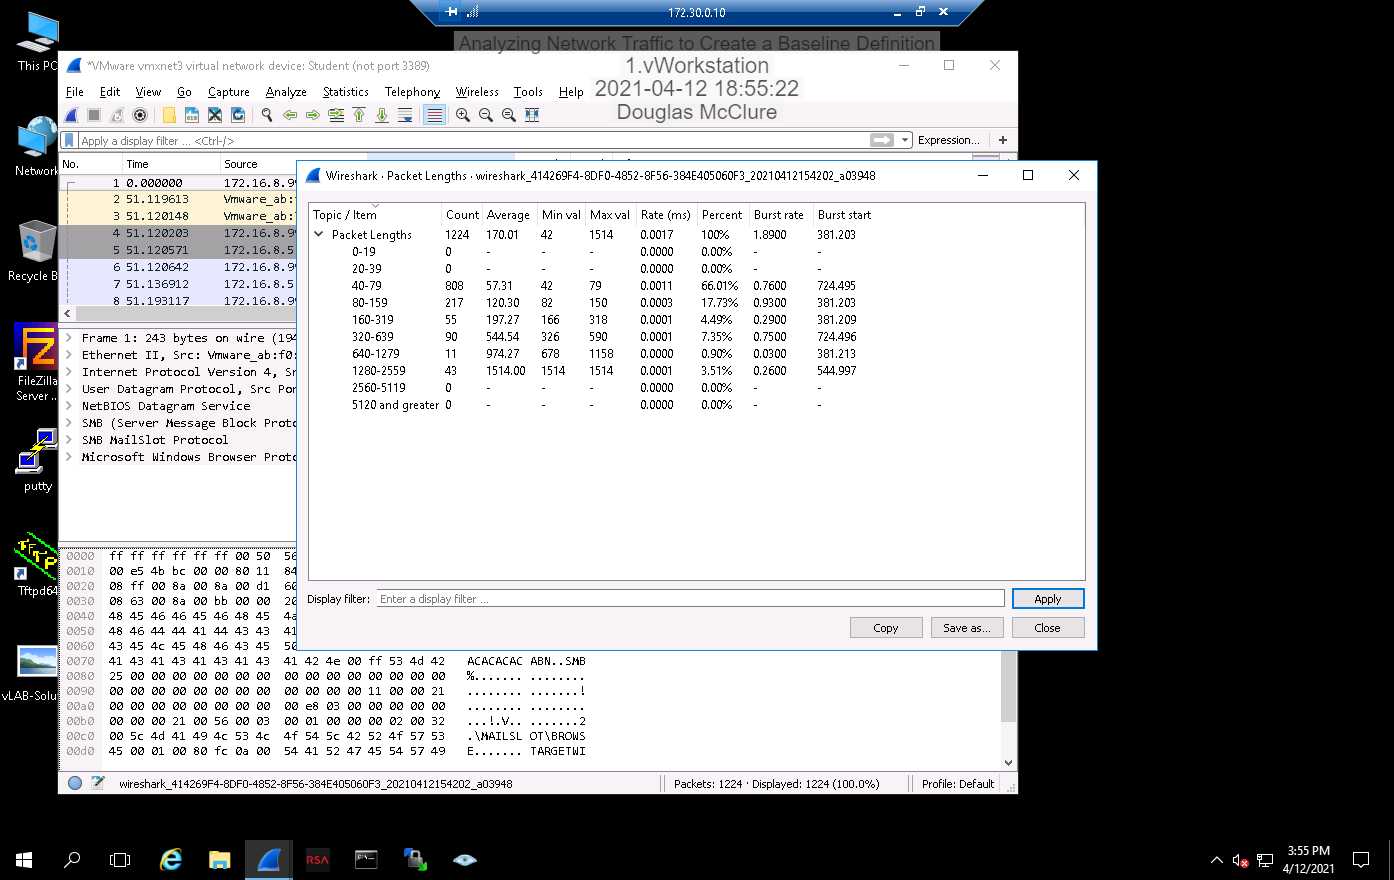 172.30.0.10
Analyzing Network Traffic to Create a Baseline Definition
1.vWorkstation
2021-04-12 18:55:22
Douglas McClure
This PC
Network
Recycle B
FileZilla
Server ...
putty
Tftpd64
vLAB-Solu
*VMware vmxnet3 virtual network device: Student (not port 3389)
File Edit View Go Capture Analyze Statistics Telephony Wireless Tools Help
Apply a display filter ... <Ctrl-/> Expression... +
No. Time Source
1 0.000000 172.16.8.9
2 51.119613 Vmware_ab:
3 51.120148 Vmware_ab:
4 51.120203 172.16.8.9
5 51.120571 172.16.8.5
6 51.120642 172.16.8.9
7 51.136912 172.16.8.5
8 51.193117 172.16.8.9
Frame 1: 243 bytes on wire (194
Ethernet II, Src: Vmware_ab:f0:
Internet Protocol Version 4, Sr
User Datagram Protocol, Src Por
NetBIOS Datagram Service
SMB (Server Message Block Proto
SMB MailSlot Protocol
Microsoft Windows Browser Proto
Wireshark · Packet Lengths · wireshark_414269F4-8DF0-4852-8F56-384E405060F3_20210412154202_a03948
Topic / Item Count Average Min val Max val Rate (ms) Percent Burst rate Burst start
Packet Lengths 1224 170.01 42 1514 0.0017 100% 1.8900 381.203
0-19 0 - - - 0.0000 0.00% - -
20-39 0 - - - 0.0000 0.00% - -
40-79 808 57.31 42 79 0.0011 66.01% 0.7600 724.495
80-159 217 120.30 82 150 0.0003 17.73% 0.9300 381.203
160-319 55 197.27 166 318 0.0001 4.49% 0.2900 381.209
320-639 90 544.54 326 590 0.0001 7.35% 0.7500 724.496
640-1279 11 974.27 678 1158 0.0000 0.90% 0.0300 381.213
1280-2559 43 1514.00 1514 1514 0.0001 3.51% 0.2600 544.997
2560-5119 0 - - - 0.0000 0.00% - -
5120 and greater 0 - - - 0.0000 0.00% - -
Display filter: Enter a display filter ... Apply
Copy Save as... Close
0000 ff ff ff ff ff ff 00 50 56
0010 00 e5 4b bc 00 00 80 11 84
0020 08 ff 00 8a 00 8a 00 d1 60
0030 08 63 00 8a 00 bb 00 00 20
0040 48 45 46 46 45 46 48 45 4a
0050 48 46 44 44 41 44 43 43 41
0060 43 45 4c 45 48 46 43 45 50
0070 41 43 41 43 41 43 41 43 41 42 4e 00 ff 53 4d 42 ACACACAC ABN..SMB
0080 25 00 00 00 00 00 00 00 00 00 00 00 00 00 00 00 %....... ........
0090 00 00 00 00 00 00 00 00 00 00 00 00 11 00 00 21 ........ .......!
00a0 00 00 00 00 00 00 00 00 00 e8 03 00 00 00 00 00 ........ ........
00b0 00 00 00 21 00 56 00 03 00 01 00 00 00 02 00 32 ...!.V.. .......2
00c0 00 5c 4d 41 49 4c 53 4c 4f 54 5c 42 52 4f 57 53 .\MAILSL OT\BROWS
00d0 45 00 01 00 80 fc 0a 00 54 41 52 47 45 54 57 49 E....... TARGETWI
wireshark_414269F4-8DF0-4852-8F56-384E405060F3_20210412154202_a03948 Packets: 1224 · Displayed: 1224 (100.0%) Profile: Default
RSA
3:55 PM
4/12/2021